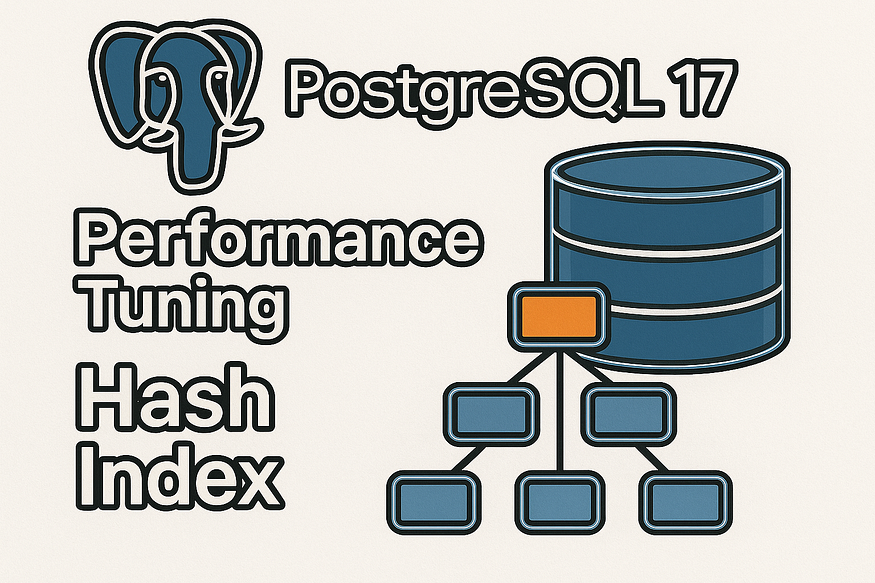 PostgreSQL 17
Performance
Tuning
Hash
Index